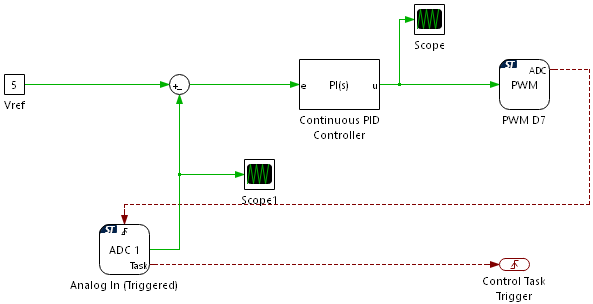 Scope
5
Vref
+
−
e
PI(s)
u
Continuous PID
Controller
ST
ADC
PWM
PWM D7
Scope1
ST
ADC 1
Task
Analog In (Triggered)
Control Task
Trigger